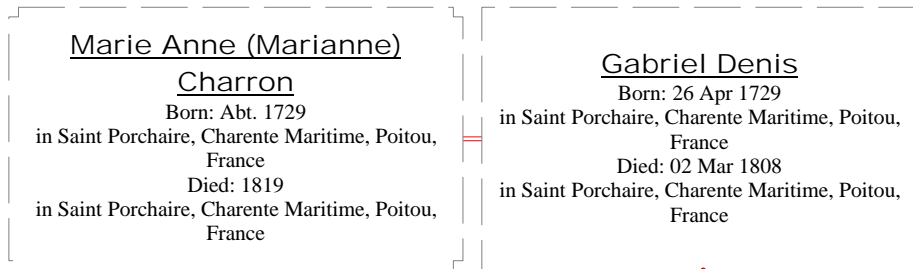 Marie Anne (Marianne)
Charron
Born: Abt. 1729
in Saint Porchaire, Charente Maritime, Poitou,
France
Died: 1819
in Saint Porchaire, Charente Maritime, Poitou,
France
Gabriel Denis
Born: 26 Apr 1729
in Saint Porchaire, Charente Maritime, Poitou,
France
Died: 02 Mar 1808
in Saint Porchaire, Charente Maritime, Poitou,
France